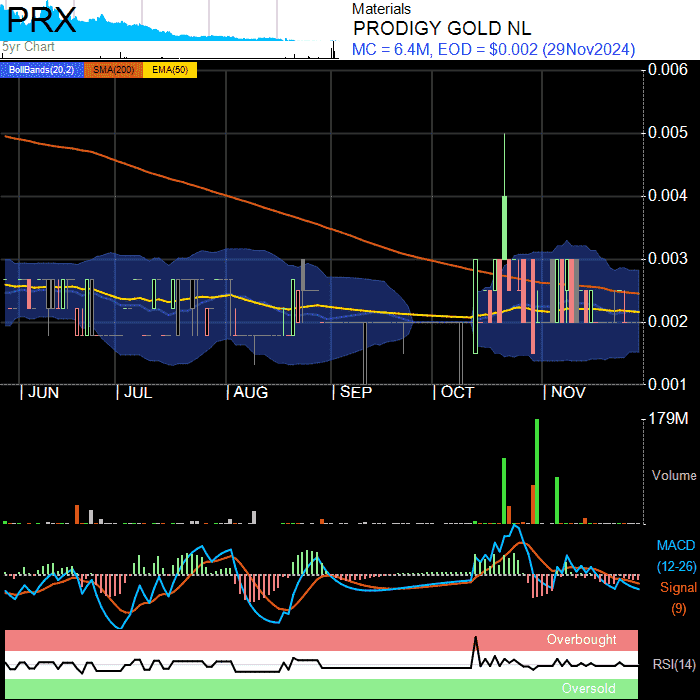 PRX
5yr Chart
Materials
PRODIGY GOLD NL
MC = 6.4M, EOD = $0.002 (29Nov2024)
BollBands(20,2) SMA(200) EMA(50)
0.006
0.005
0.004
0.003
0.002
0.001
JUN JUL AUG SEP OCT NOV
179M
Volume
MACD
(12-26)
Signal
(9)
Overbought
RSI(14)
Oversold